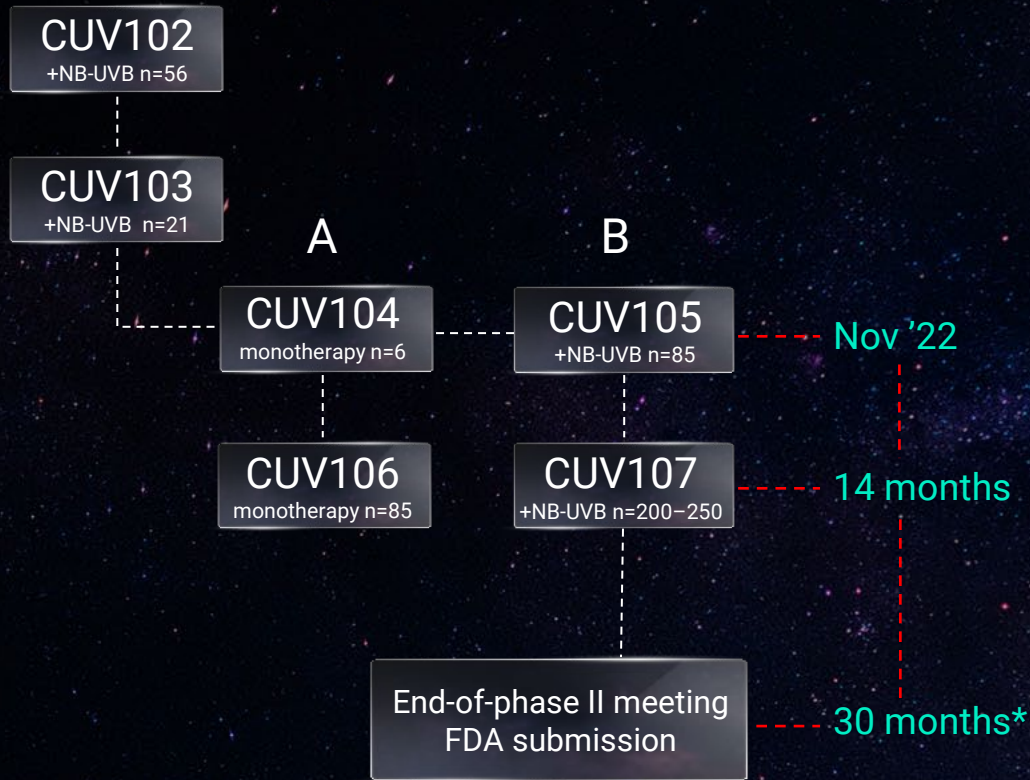 CUV102
+NB-UVB n=56
CUV103
+NB-UVB n=21
A
B
CUV104
monotherapy n=6
CUV105
+NB-UVB n=85
Nov ’22
CUV106
monotherapy n=85
CUV107
+NB-UVB n=200–250
14 months
End-of-phase II meeting
FDA submission
30 months*